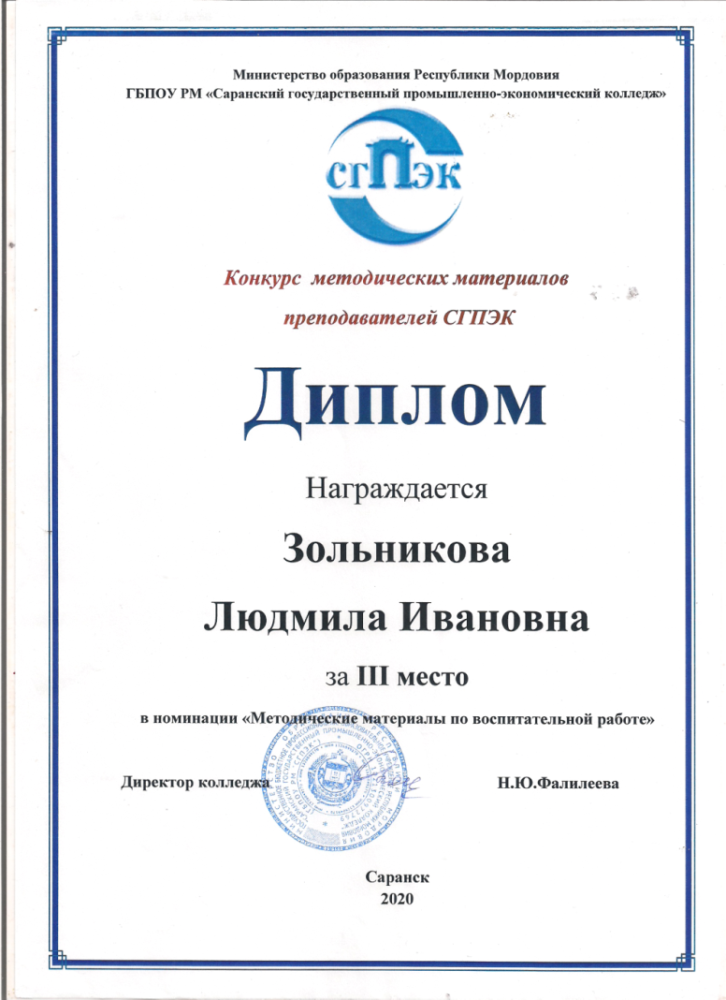 Министерство образования Республики Мордовия
ГБПОУ РМ «Саранский государственный промышленно-экономический колледж»
СГПЭК
Конкурс методических материалов
преподавателей СГПЭК
Диплом
Награждается
Зольникова
Людмила Ивановна
за III место
в номинации «Методические материалы по воспитательной работе»
Директор колледжа Н.Ю.Фалилеева
Саранск
2020